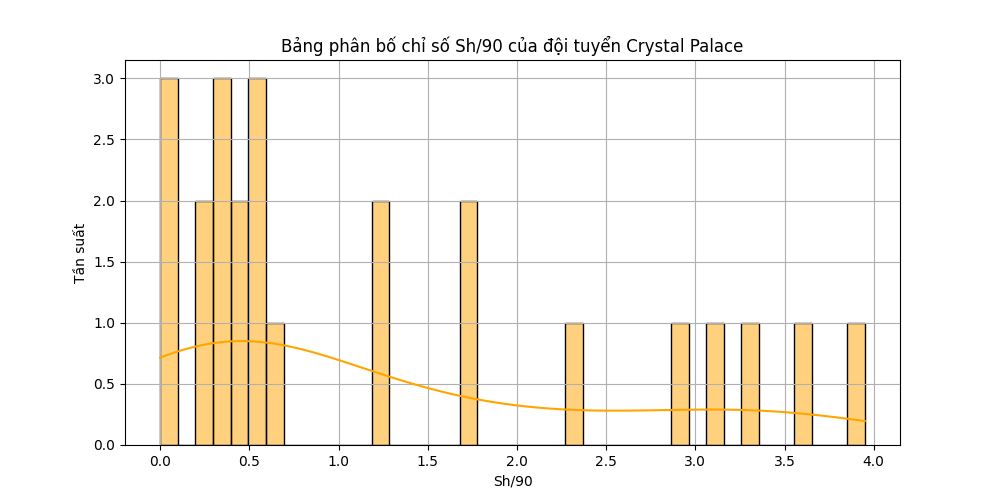 Bảng phân bố chỉ số Sh/90 của đội tuyển Crystal Palace
Tần suất
3.0
2.5
2.0
1.5
1.0
0.5
0.0
0.0 0.5 1.0 1.5 2.0 2.5 3.0 3.5 4.0
Sh/90